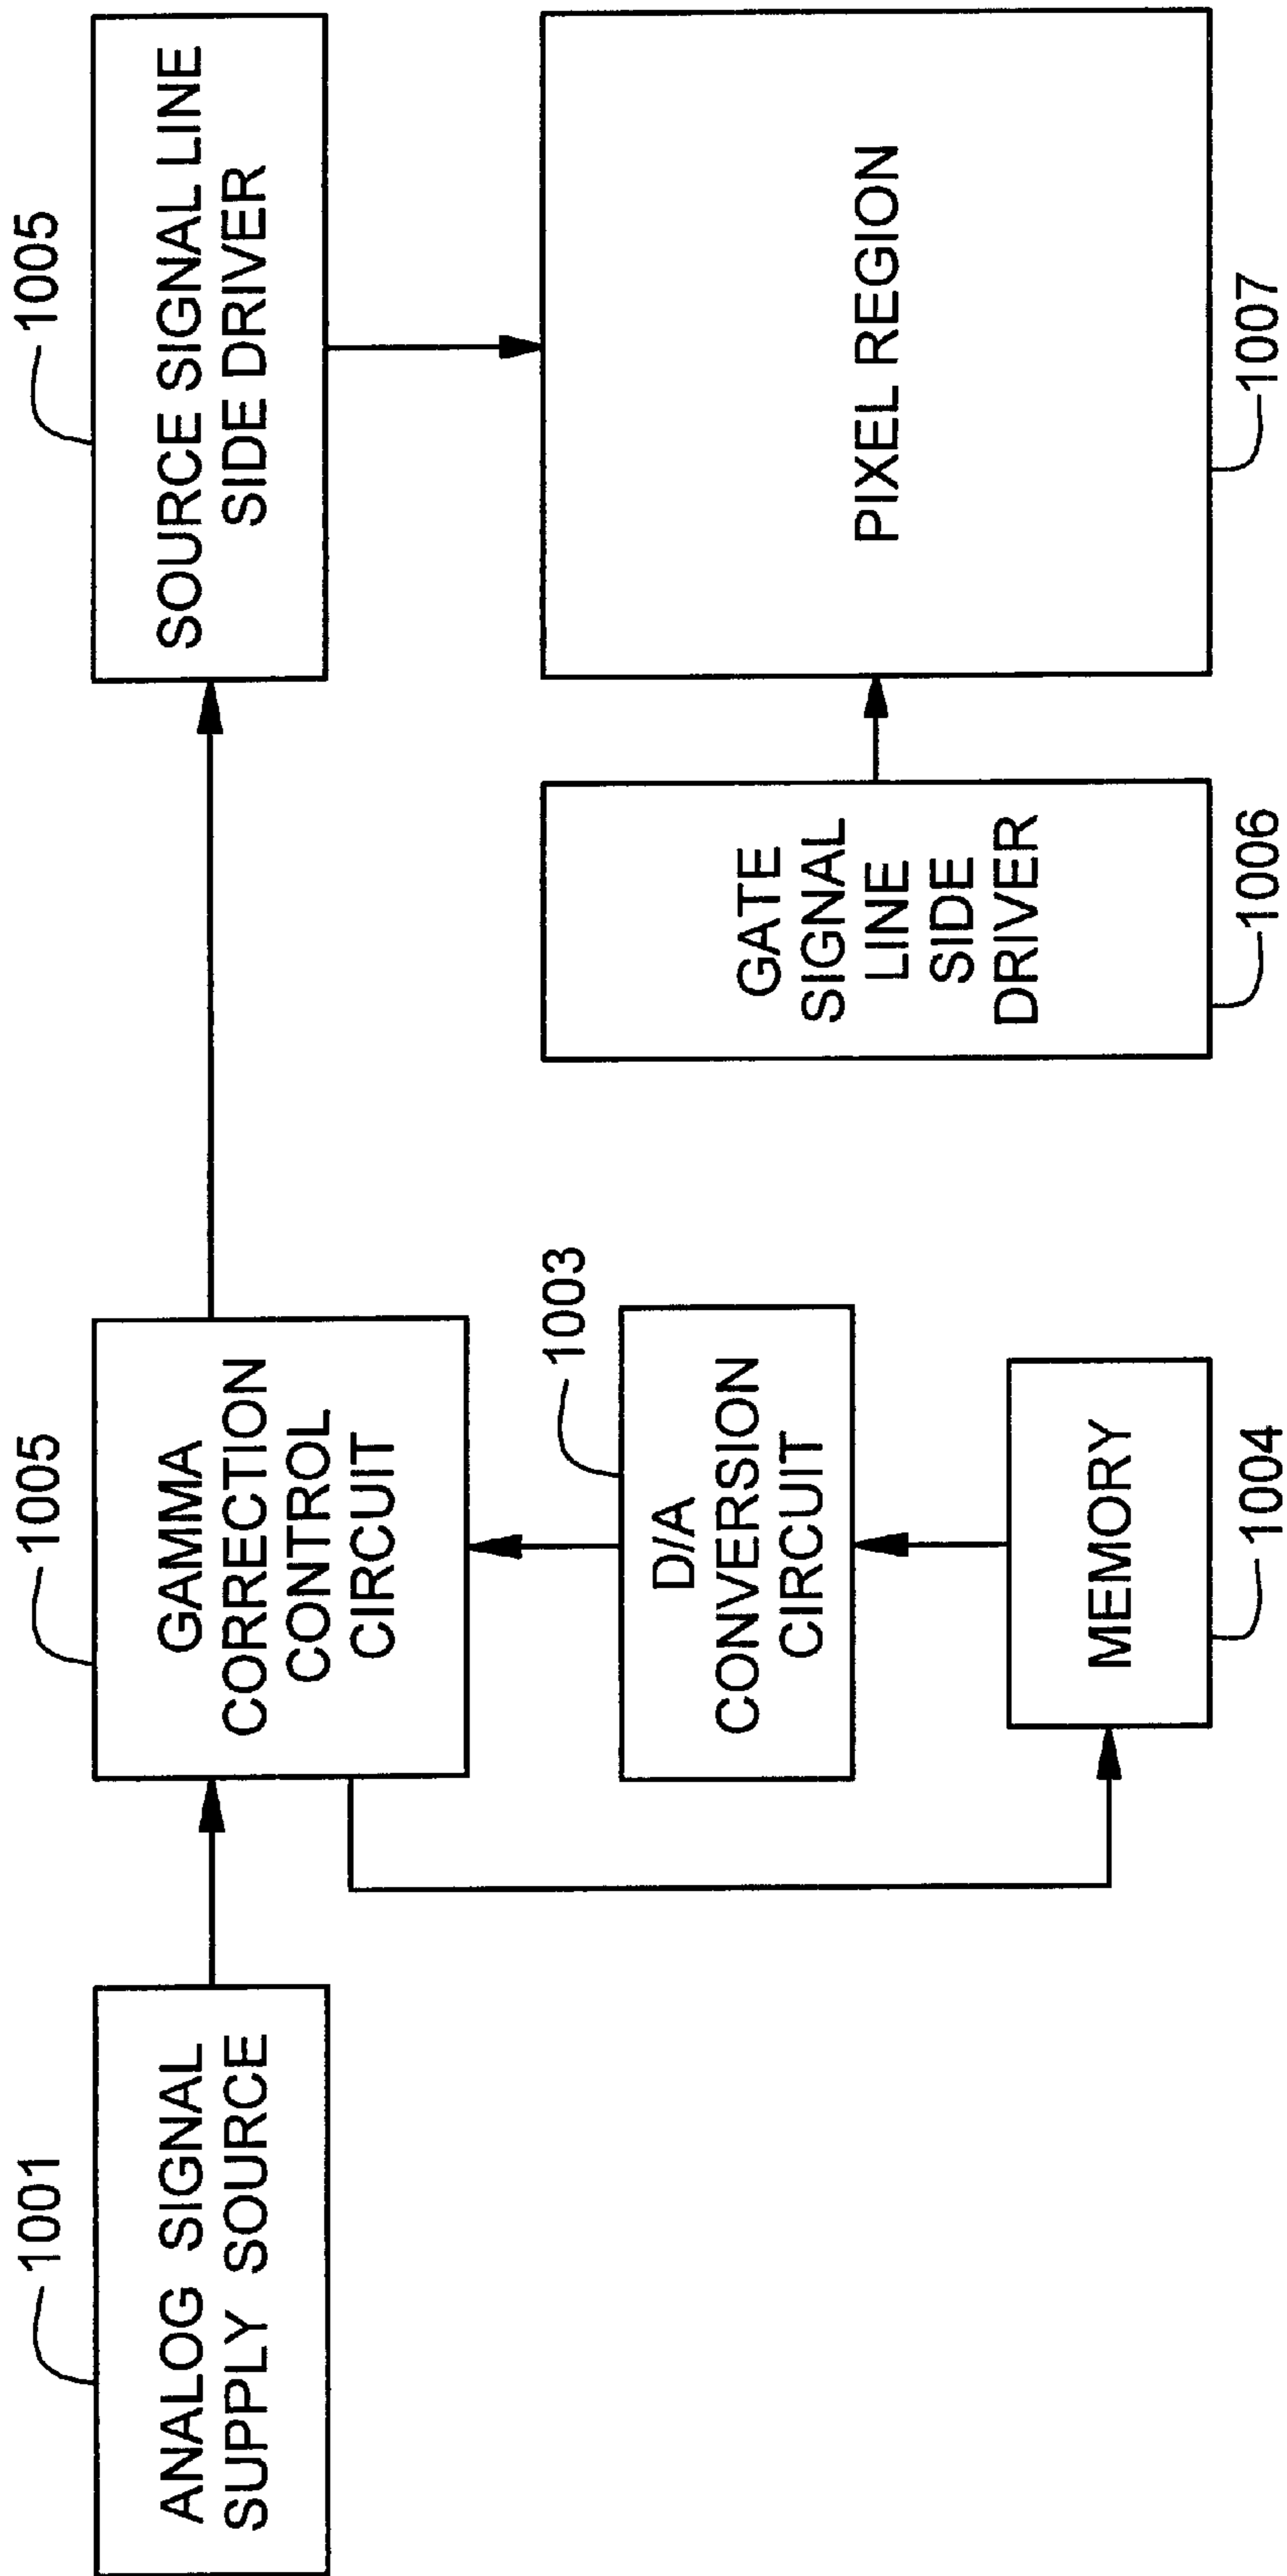 1001
ANALOG SIGNAL
SUPPLY SOURCE
1005
GAMMA
CORRECTION
CONTROL
CIRCUIT
1003
D/A
CONVERSION
CIRCUIT
MEMORY
1004
1005
SOURCE SIGNAL LINE
SIDE DRIVER
GATE
SIGNAL
LINE
SIDE
DRIVER
1006
PIXEL REGION
1007